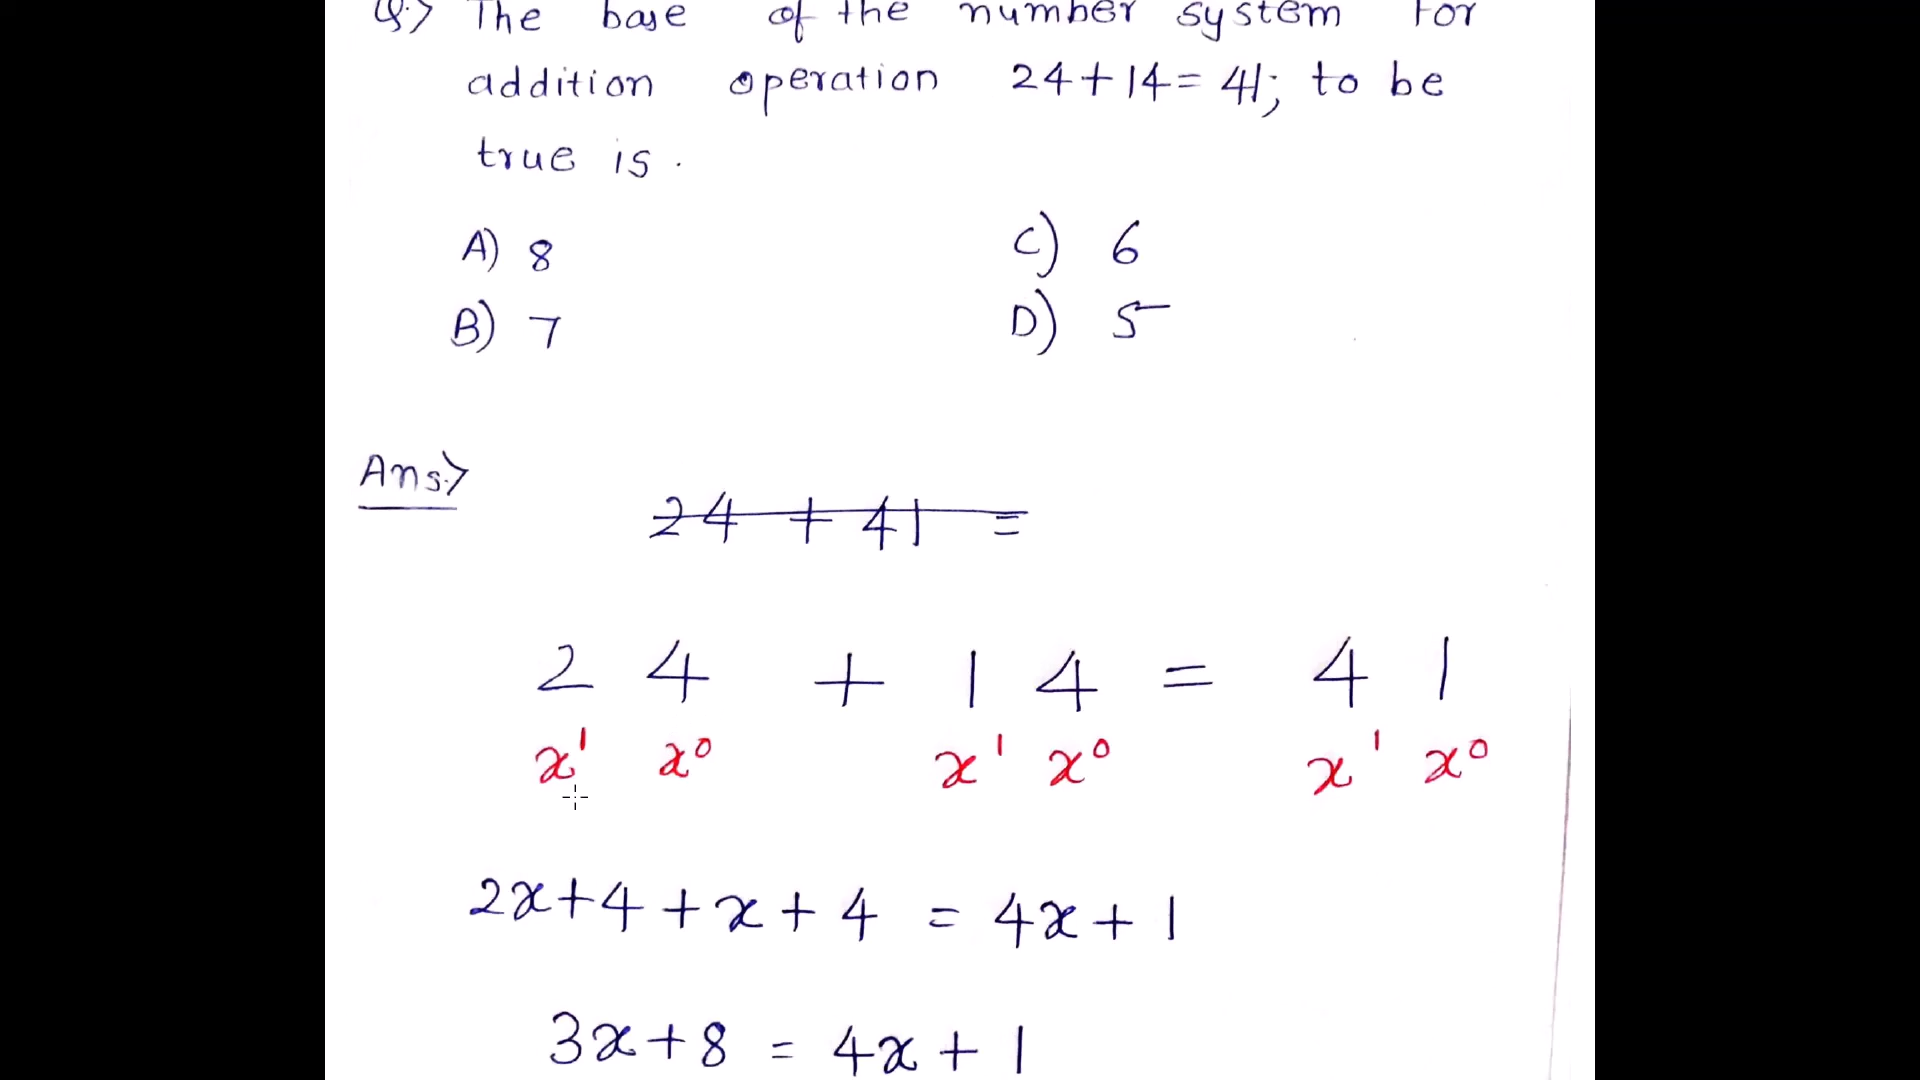 Q.> The base of the number system for
addition operation 24+14=41; to be
true is.
A) 8
C) 6
B) 7
D) 5
Ans.>
24 + 41 =
2 4 + 1 4 = 4 1
x¹ x⁰ x¹ x⁰ x¹ x⁰
2x+4+x+4 = 4x+1
3x+8 = 4x+1